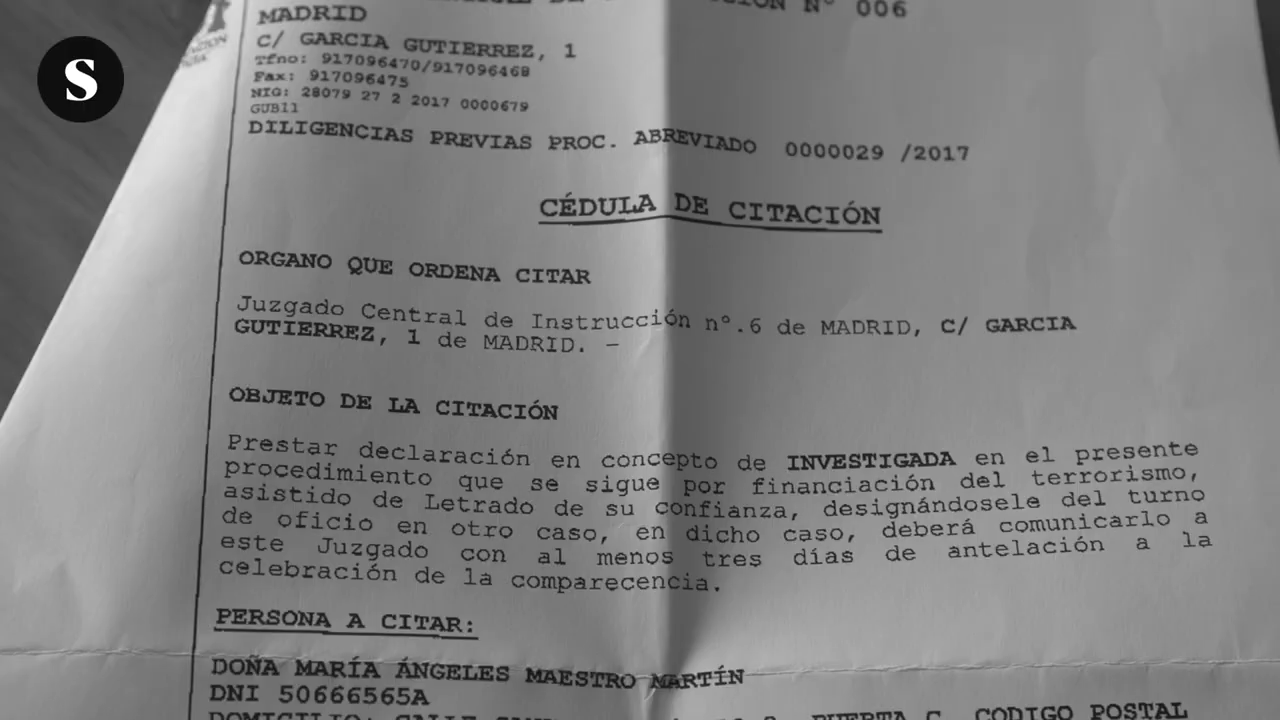 S
CIÓN Nº 006
MADRID
C/ GARCIA GUTIERREZ, 1
Tfno: 917096470/917096468
Fax: 917096475
NIG: 28079 27 2 2017 0000679
GUB11
DILIGENCIAS PREVIAS PROC. ABREVIADO 0000029 /2017
CÉDULA DE CITACIÓN
ORGANO QUE ORDENA CITAR
Juzgado Central de Instrucción nº.6 de MADRID, C/ GARCIA
GUTIERREZ, 1 de MADRID. –
OBJETO DE LA CITACIÓN
Prestar declaración en concepto de INVESTIGADA en el presente
procedimiento que se sigue por financiación del terrorismo,
asistido de Letrado de su confianza, designándosele del turno
de oficio en otro caso, en dicho caso, deberá comunicarlo a
este Juzgado con al menos tres días de antelación a la
celebración de la comparecencia.
PERSONA A CITAR:
DOÑA MARÍA ÁNGELES MAESTRO MARTÍN
DNI 50666565A
DOMICILIO: CALLE PUERTA C, CODIGO POSTAL